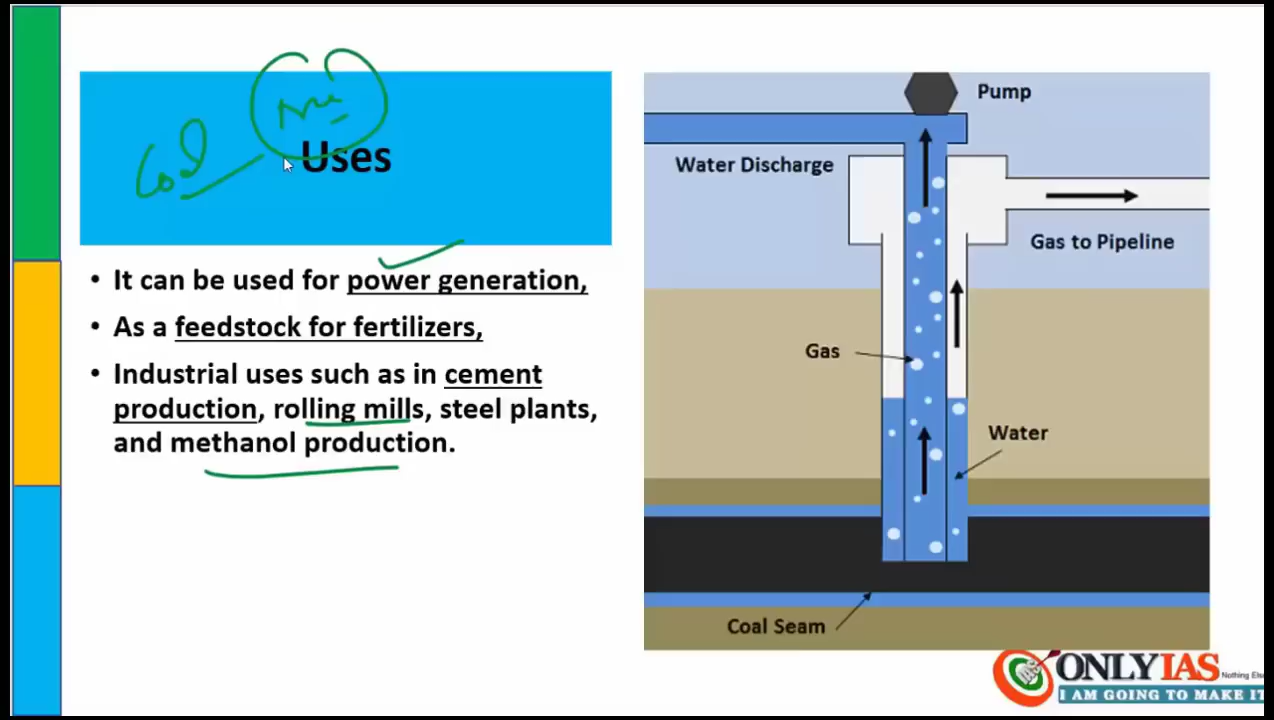 Uses
• It can be used for power generation,
• As a feedstock for fertilizers,
• Industrial uses such as in cement
production, rolling mills, steel plants,
and methanol production.
Pump
Water Discharge
Gas to Pipeline
Gas
Water
Coal Seam
ONLYIAS
Nothing Else
I AM GOING TO MAKE IT